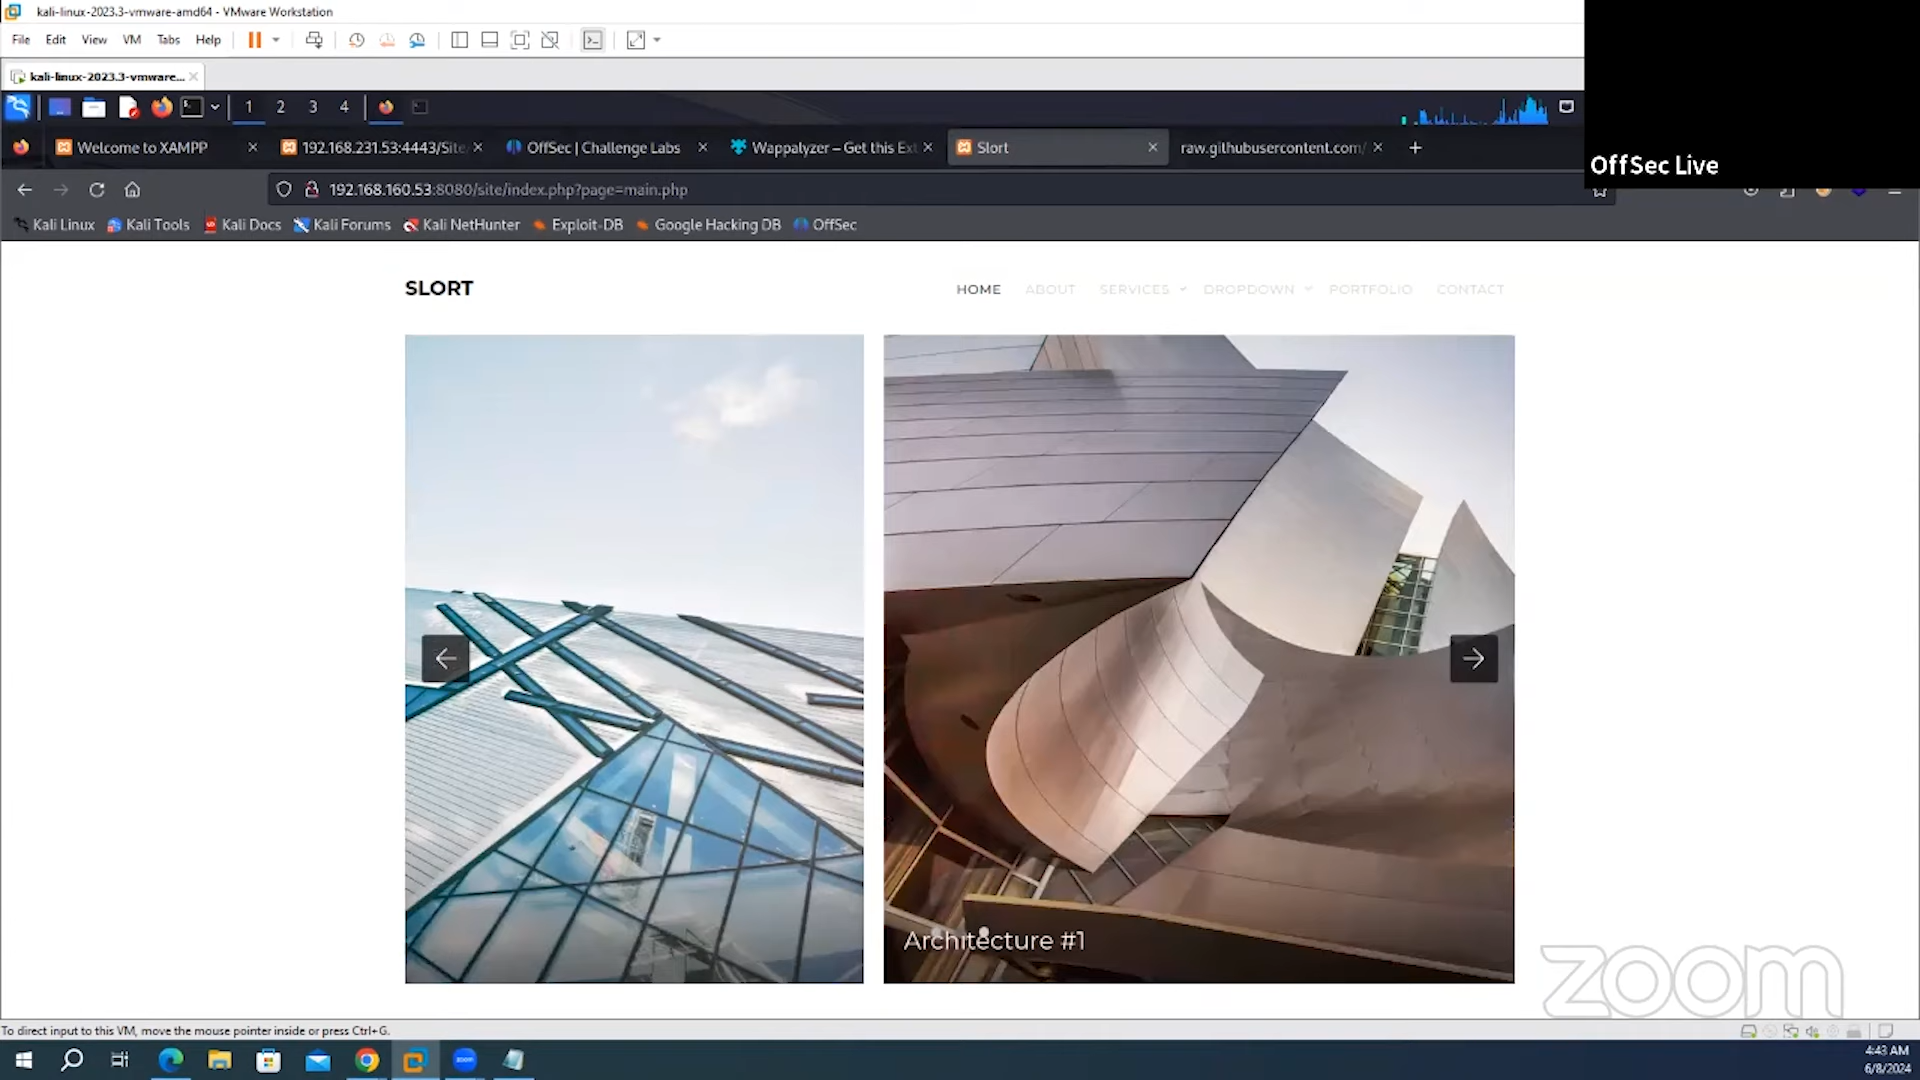 kali-linux-2023.3-vmware-amd64 - VMware Workstation
File Edit View VM Tabs Help
kali-linux-2023.3-vmware...
1 2 3 4
Welcome to XAMPP
192.168.231.53:4443/Site
OffSec | Challenge Labs
Wappalyzer – Get this Ext
Slort
raw.githubusercontent.com/
OffSec Live
192.168.160.53:8080/site/index.php?page=main.php
Kali Linux Kali Tools Kali Docs Kali Forums Kali NetHunter Exploit-DB Google Hacking DB OffSec
SLORT
HOME ABOUT SERVICES DROPDOWN PORTFOLIO CONTACT
Architecture #1
zoom
To direct input to this VM, move the mouse pointer inside or press Ctrl+G.
zoom
4:43 AM
6/8/2024